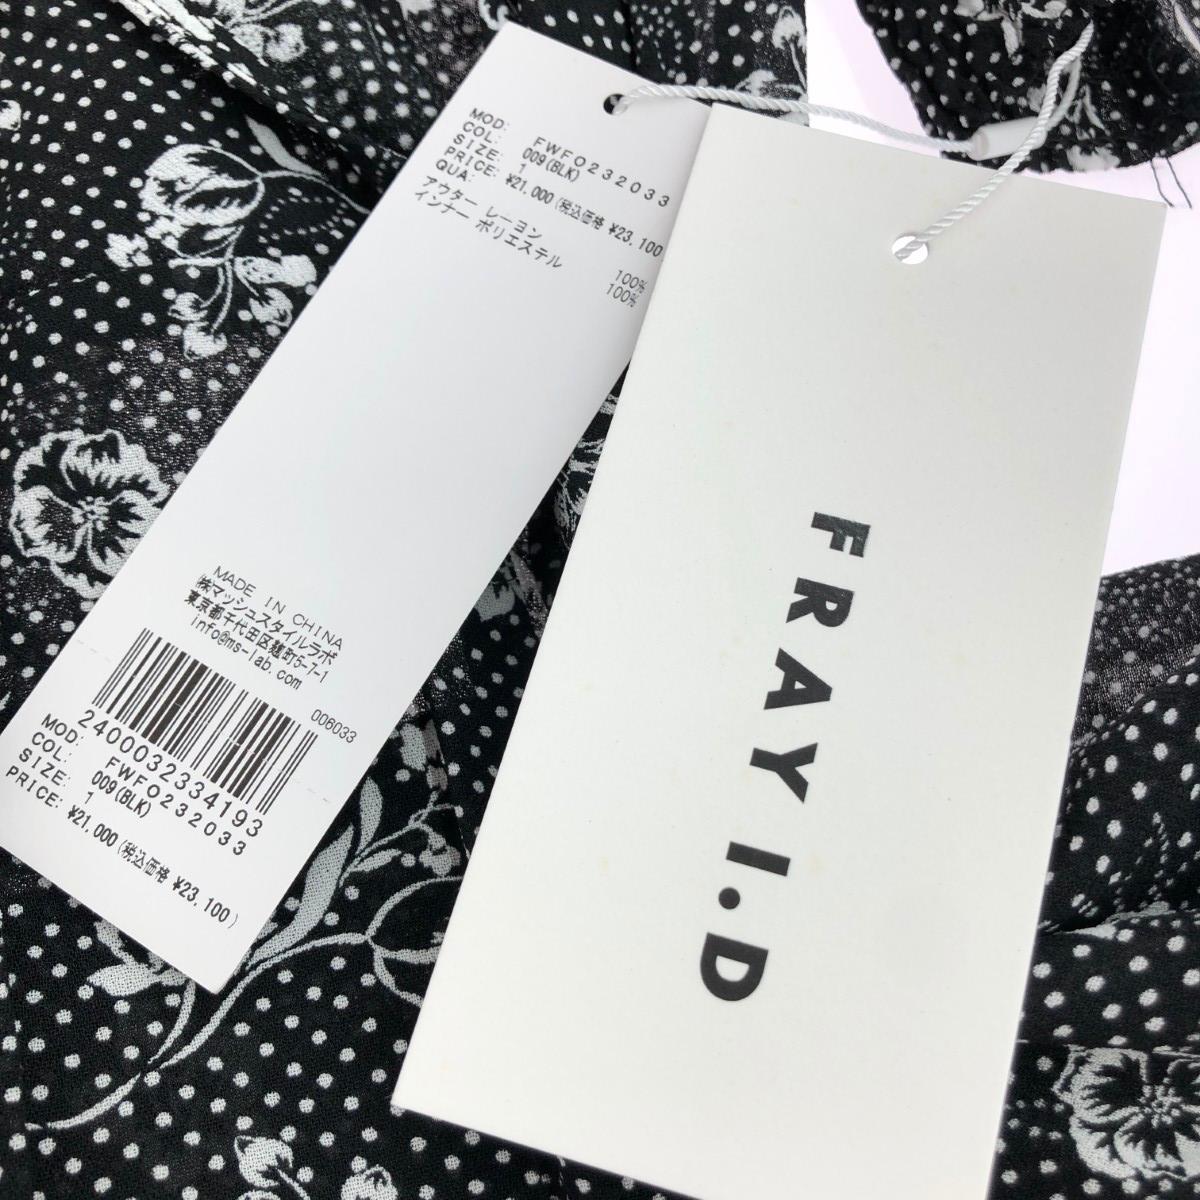 MOD: FWFO232033
COL: 009(BLK)
SIZE: 1
PRICE: ¥21,000(税込価格 ¥23,100
QUA:
アウター レーヨン 100%
インナー ポリエステル 100%
MADE IN CHINA
㈱マッシュスタイルラボ
東京都千代田区麹町5-7-1
info@ms-lab.com
006033
2400032334193
MOD: FWFO232033
COL: 009(BLK)
SIZE: 1
PRICE: ¥21,000(税込価格 ¥23,100)
FRAY I.D